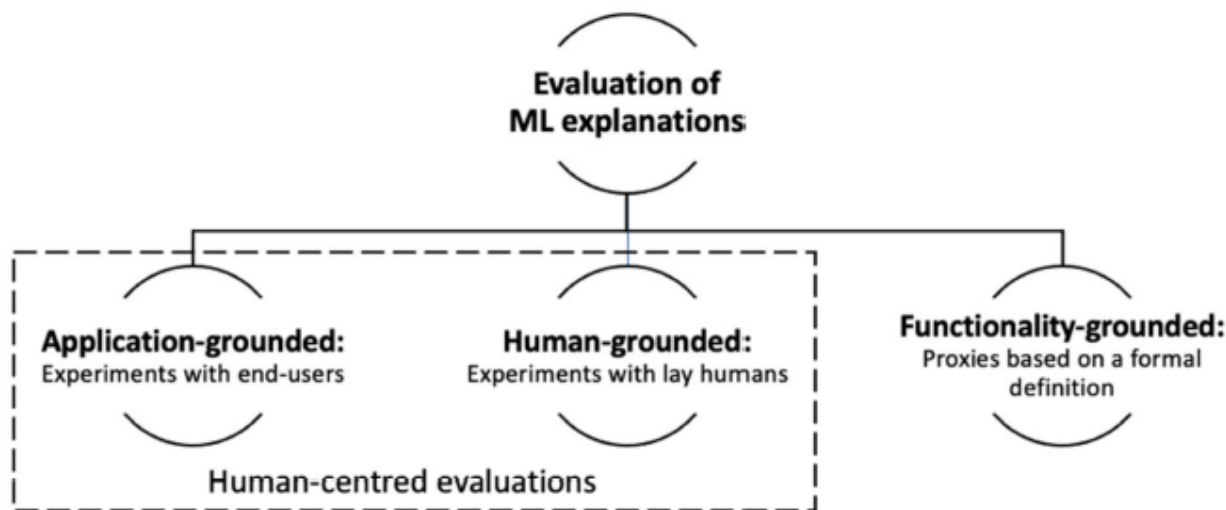 Evaluation of
ML explanations
Application-grounded:
Experiments with end-users
Human-grounded:
Experiments with lay humans
Functionality-grounded:
Proxies based on a formal
definition
Human-centred evaluations